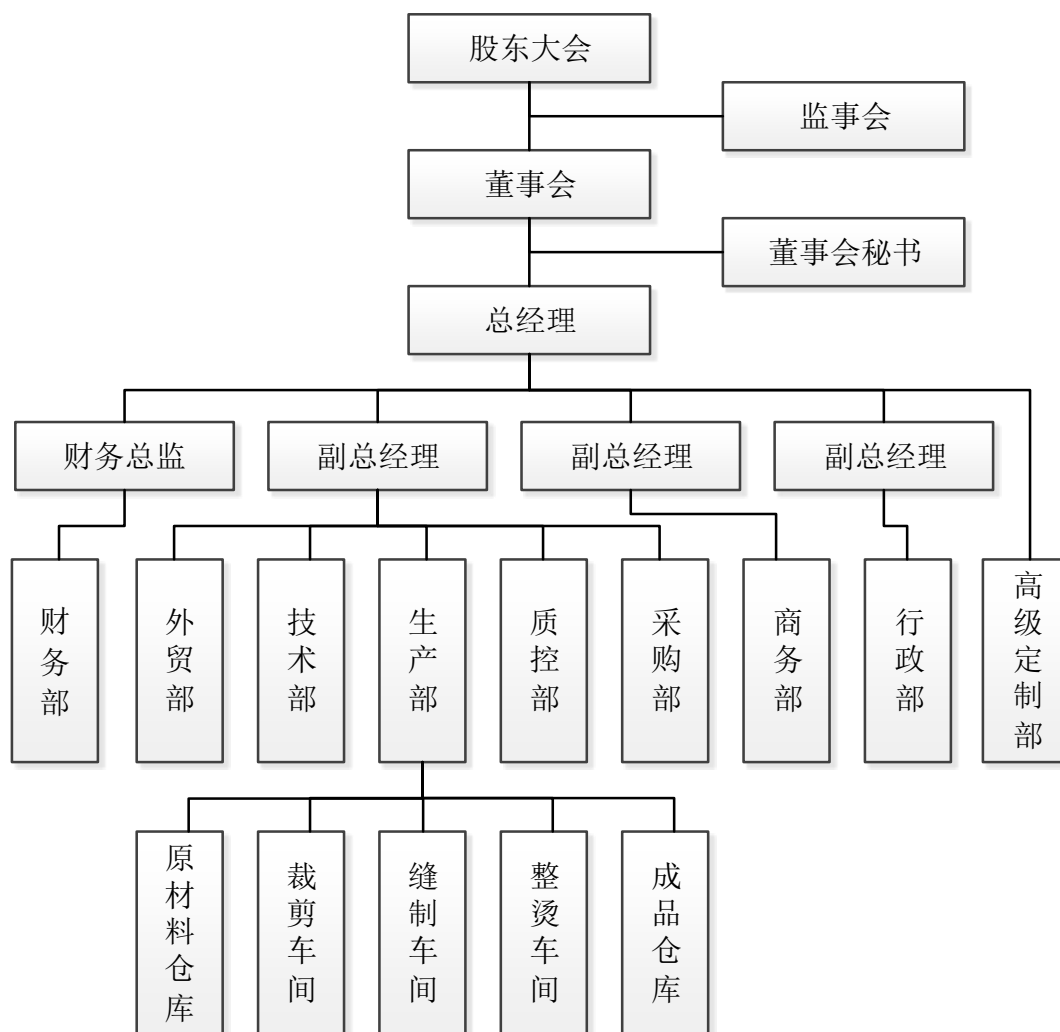 股东大会
监事会
董事会
董事会秘书
总经理
财务总监
副总经理
副总经理
副总经理
财务部
外贸部
技术部
生产部
质控部
采购部
商务部
行政部
高级定制部
原材料仓库
裁剪车间
缝制车间
整烫车间
成品仓库